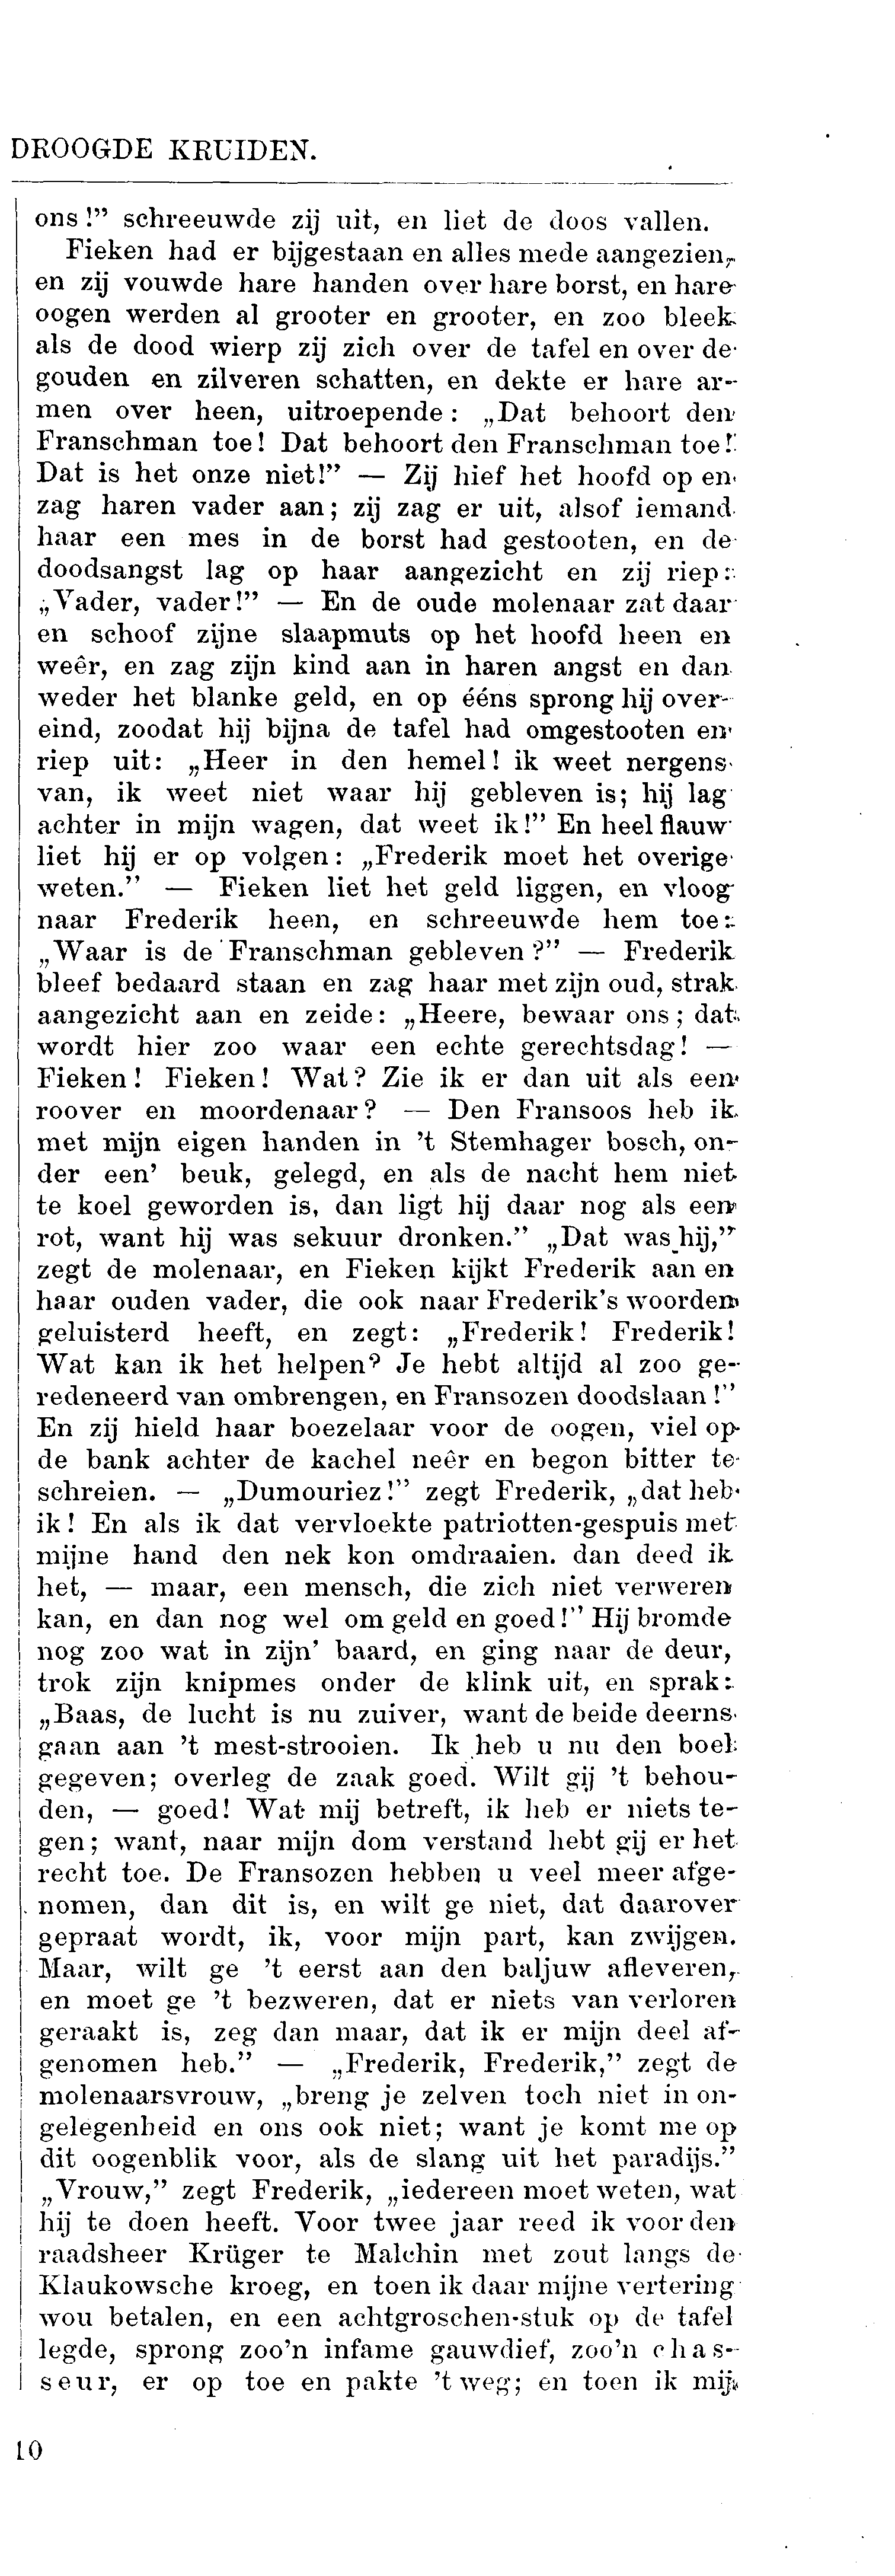 DROOGDE KRUIDEN.
ons!” schreeuwde zij uit, en liet de doos vallen.
Fieken had er bijgestaan en alles mede aangezien,
en zij vouwde hare handen over hare borst, en hare
oogen werden al grooter en grooter, en zoo bleek
als de dood wierp zij zich over de tafel en over de
gouden en zilveren schatten, en dekte er hare ar-
men over heen, uitroepende: „Dat behoort den
Franschman toe! Dat behoort den Franschman toe!
Dat is het onze niet!” — Zij hief het hoofd op en
zag haren vader aan; zij zag er uit, alsof iemand
haar een mes in de borst had gestooten, en de
doodsangst lag op haar aangezicht en zij riep:
„Vader, vader!” — En de oude molenaar zat daar
en schoof zijne slaapmuts op het hoofd heen en
weêr, en zag zijn kind aan in haren angst en dan
weder het blanke geld, en op ééns sprong hij over-
eind, zoodat hij bijna de tafel had omgestooten en
riep uit: „Heer in den hemel! ik weet nergens
van, ik weet niet waar hij gebleven is; hij lag
achter in mijn wagen, dat weet ik!” En heel flauw
liet hij er op volgen: „Frederik moet het overige
weten.” — Fieken liet het geld liggen, en vloog
naar Frederik heen, en schreeuwde hem toe:
„Waar is de Franschman gebleven?” — Frederik
bleef bedaard staan en zag haar met zijn oud, strak
aangezicht aan en zeide: „Heere, bewaar ons; dat
wordt hier zoo waar een echte gerechtsdag! —
Fieken! Fieken! Wat? Zie ik er dan uit als een
roover en moordenaar? — Den Fransoos heb ik
met mijn eigen handen in 't Stemhager bosch, on-
der een' beuk, gelegd, en als de nacht hem niet
te koel geworden is, dan ligt hij daar nog als een
rot, want hij was sekuur dronken.” „Dat was hij,”
zegt de molenaar, en Fieken kijkt Frederik aan en
haar ouden vader, die ook naar Frederik's woorden
geluisterd heeft, en zegt: „Frederik! Frederik!
Wat kan ik het helpen? Je hebt altijd al zoo ge-
redeneerd van ombrengen, en Fransozen doodslaan!”
En zij hield haar boezelaar voor de oogen, viel op
de bank achter de kachel neêr en begon bitter te
schreien. — „Dumouriez!” zegt Frederik, „dat heb
ik! En als ik dat vervloekte patriotten-gespuis met
mijne hand den nek kon omdraaien. dan deed ik
het, — maar, een mensch, die zich niet verweren
kan, en dan nog wel om geld en goed!” Hij bromde
nog zoo wat in zijn' baard, en ging naar de deur,
trok zijn knipmes onder de klink uit, en sprak:
„Baas, de lucht is nu zuiver, want de beide deerns
gaan aan 't mest-strooien. Ik heb u nu den boel
gegeven; overleg de zaak goed. Wilt gij 't behou-
den, — goed! Wat mij betreft, ik heb er niets te-
gen; want, naar mijn dom verstand hebt gij er het
recht toe. De Fransozen hebben u veel meer afge-
nomen, dan dit is, en wilt ge niet, dat daarover
gepraat wordt, ik, voor mijn part, kan zwijgen.
Maar, wilt ge 't eerst aan den baljuw afleveren,
en moet ge 't bezweren, dat er niets van verloren
geraakt is, zeg dan maar, dat ik er mijn deel af-
genomen heb.” — „Frederik, Frederik,” zegt de
molenaarsvrouw, „breng je zelven toch niet in on-
gelegenheid en ons ook niet; want je komt me op
dit oogenblik voor, als de slang uit het paradijs.”
„Vrouw,” zegt Frederik, „iedereen moet weten, wat
hij te doen heeft. Voor twee jaar reed ik voor den
raadsheer Krüger te Malchin met zout langs de
Klaukowsche kroeg, en toen ik daar mijne vertering
wou betalen, en een achtgroschen-stuk op de tafel
legde, sprong zoo'n infame gauwdief, zoo'n chas-
seur, er op toe en pakte 't weg; en toen ik mij
10